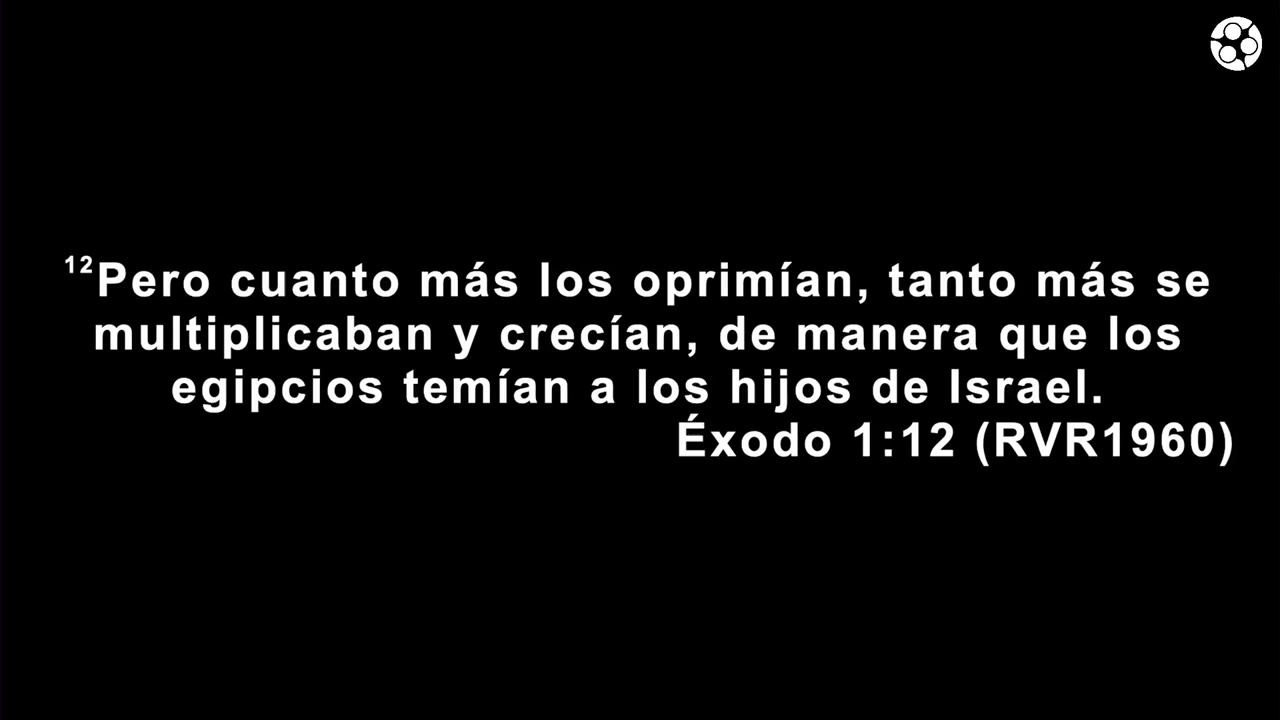 ¹²Pero cuanto más los oprimían, tanto más se
multiplicaban y crecían, de manera que los
egipcios temían a los hijos de Israel.
Éxodo 1:12 (RVR1960)